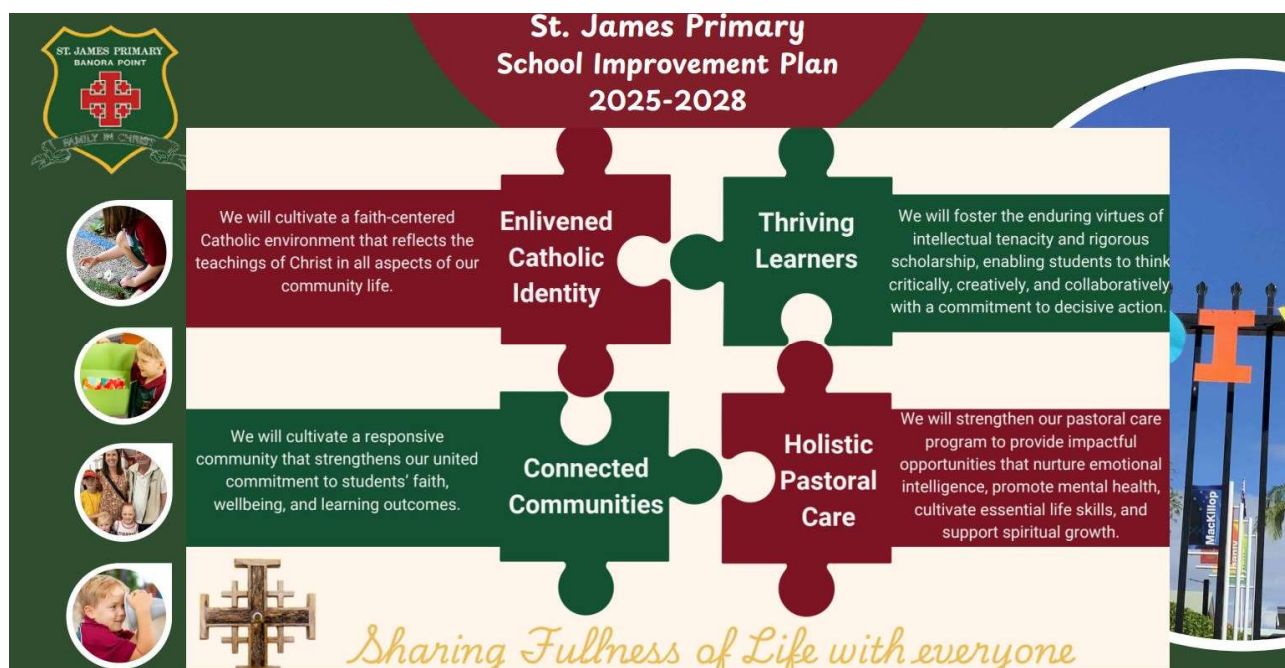 ST. JAMES PRIMARY
BANORA POINT
FAMILY IN CHRIST
St. James Primary
School Improvement Plan
2025-2028
We will cultivate a faith-centered
Catholic environment that reflects the
teachings of Christ in all aspects of our
community life.
Enlivened
Catholic
Identity
Thriving
Learners
We will foster the enduring virtues of
intellectual tenacity and rigorous
scholarship, enabling students to think
critically, creatively, and collaboratively
with a commitment to decisive action.
I
We will cultivate a responsive
community that strengthens our united
commitment to students' faith,
wellbeing, and learning outcomes.
Connected
Communities
Holistic
Pastoral
Care
We will strengthen our pastoral care
program to provide impactful
opportunities that nurture emotional
intelligence, promote mental health,
cultivate essential life skills, and
support spiritual growth.
MacKillop
Sharing Fullness of Life with everyone